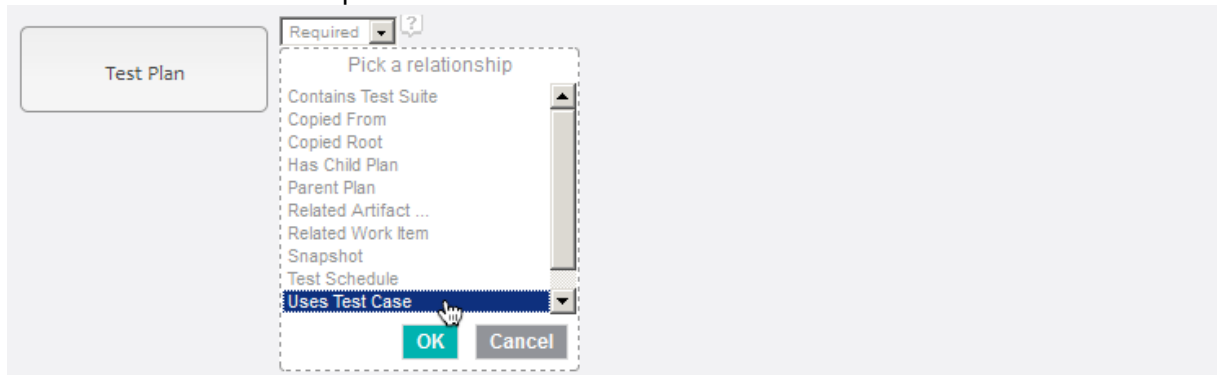 Required
?
Test Plan
Pick a relationship
Contains Test Suite
Copied From
Copied Root
Has Child Plan
Parent Plan
Related Artifact ...
Related Work Item
Snapshot
Test Schedule
Uses Test Case
OK Cancel